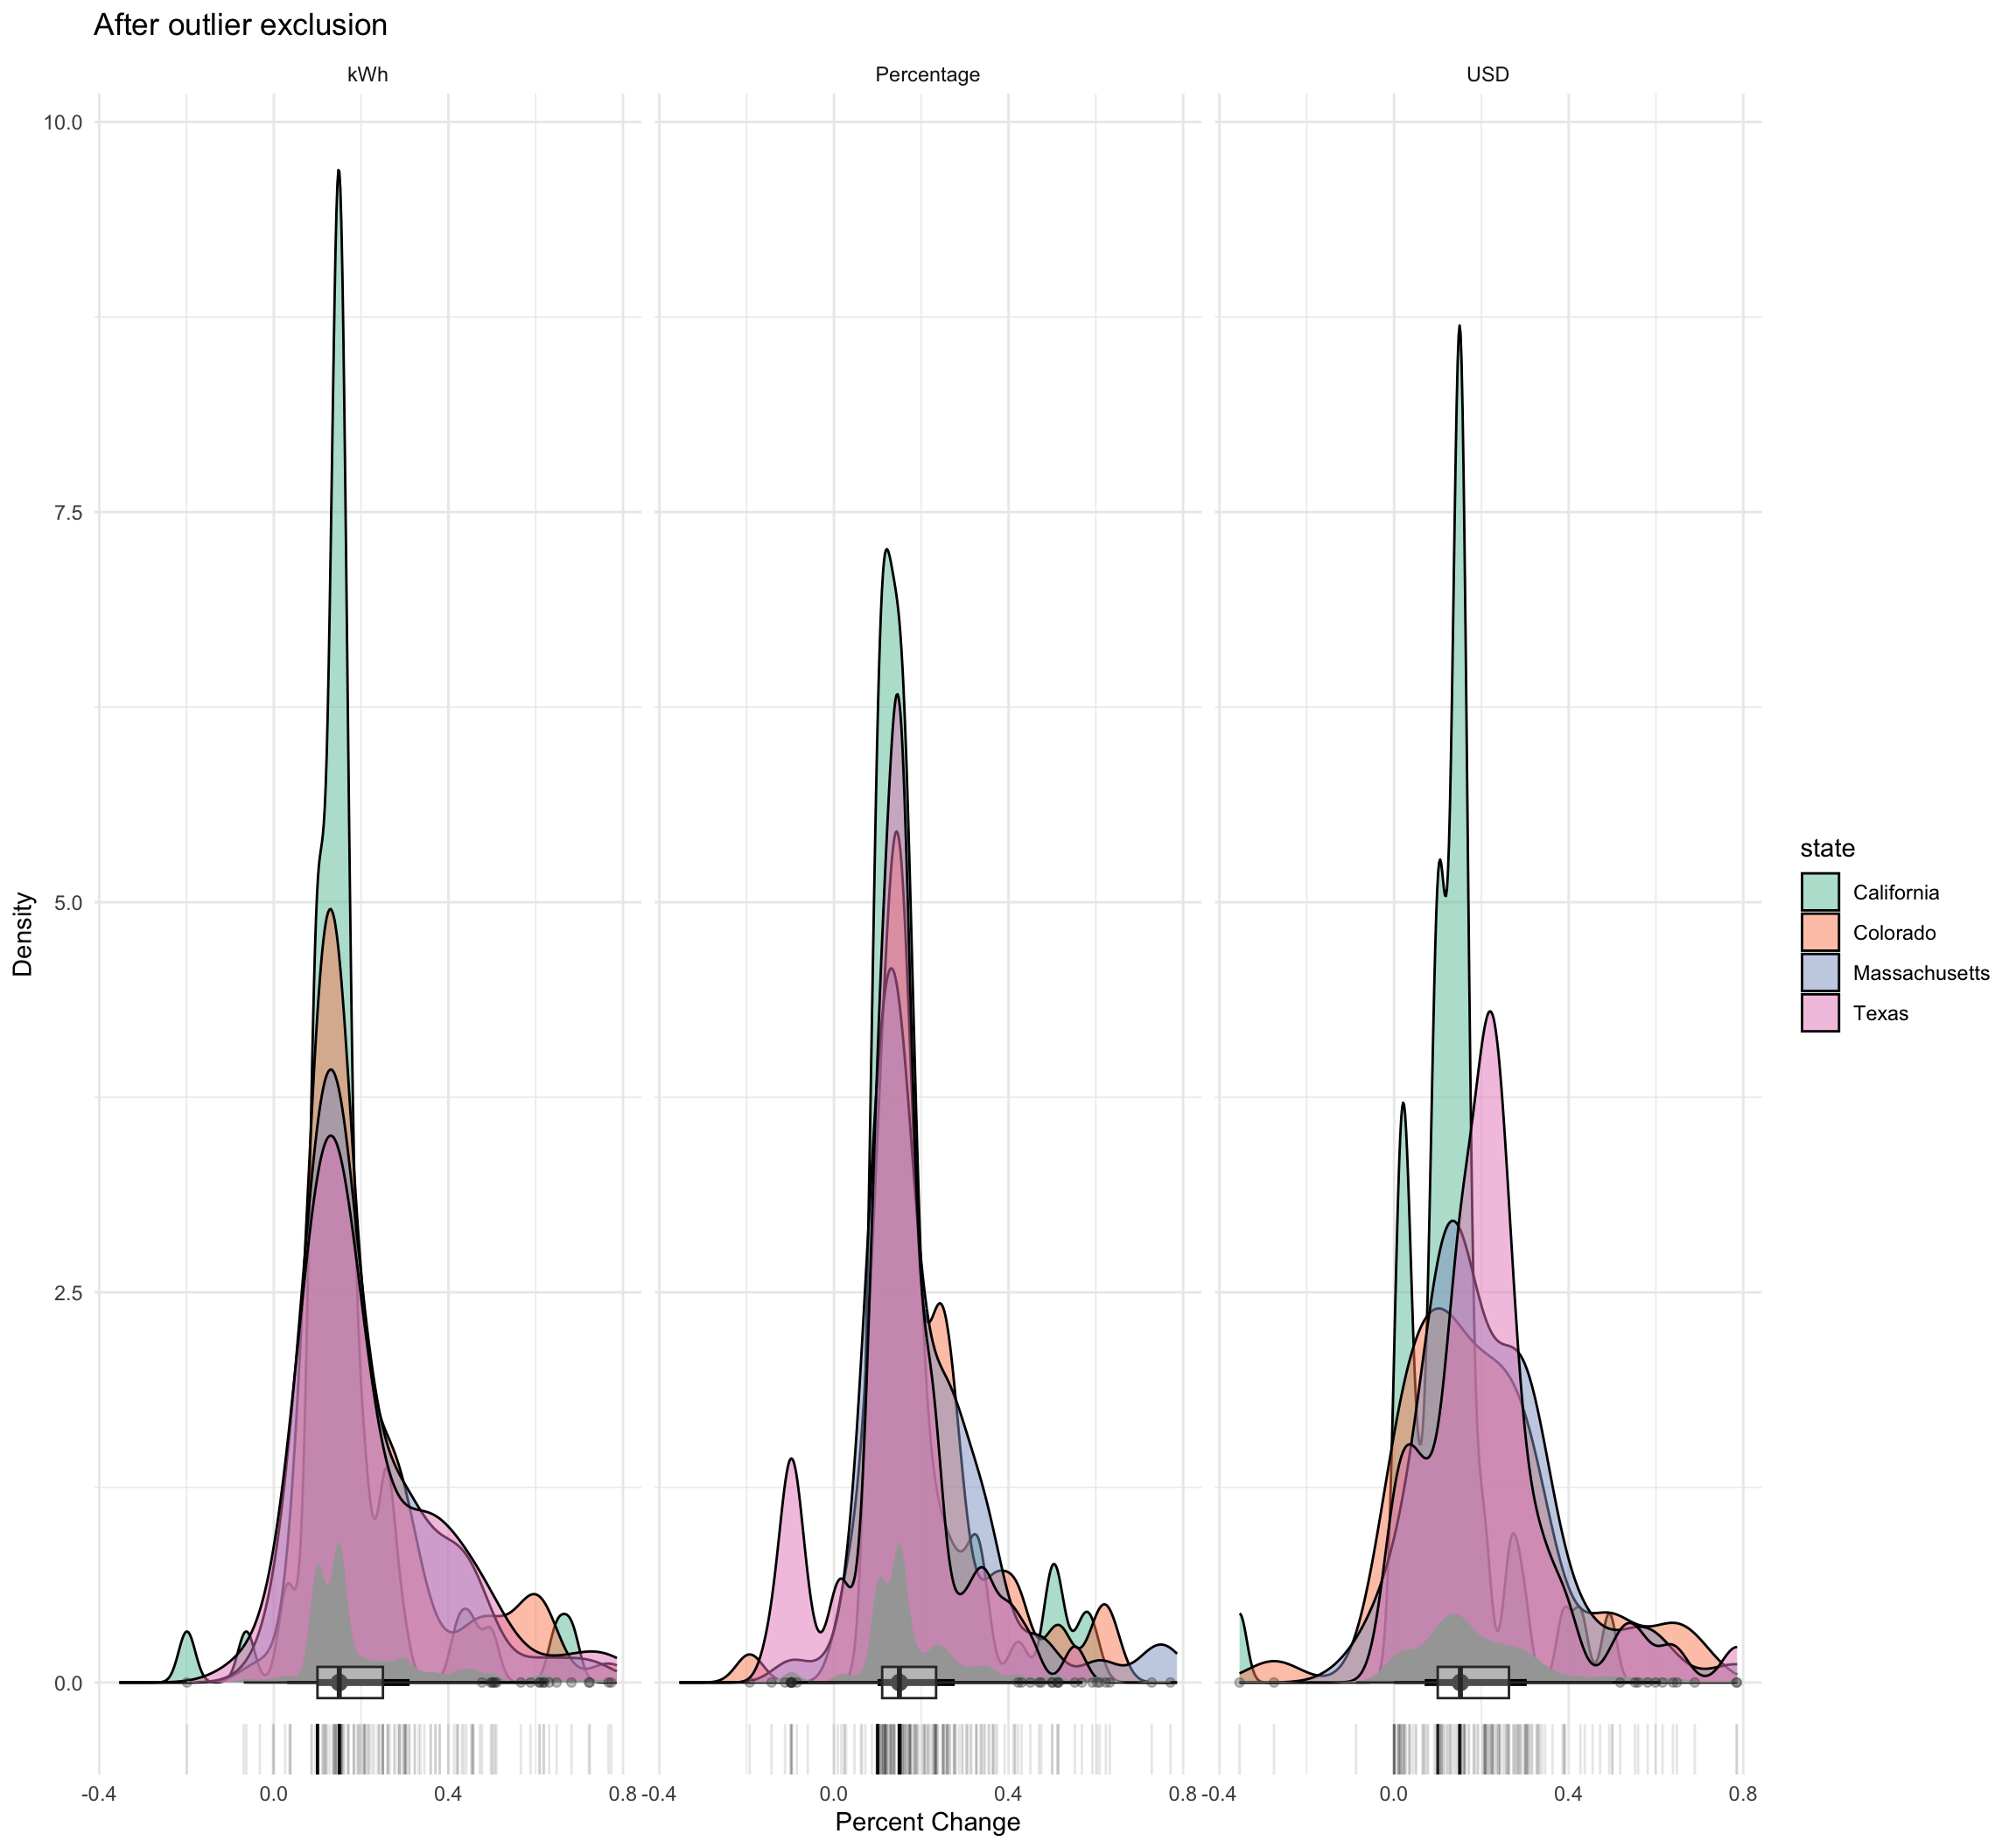 After outlier exclusion
kWh
Percentage
USD
10.0
7.5
5.0
2.5
0.0
Density
-0.4
0.0
0.4
0.8
-0.4
0.0
0.4
0.8
-0.4
0.0
0.4
0.8
Percent Change
state
California
Colorado
Massachusetts
Texas